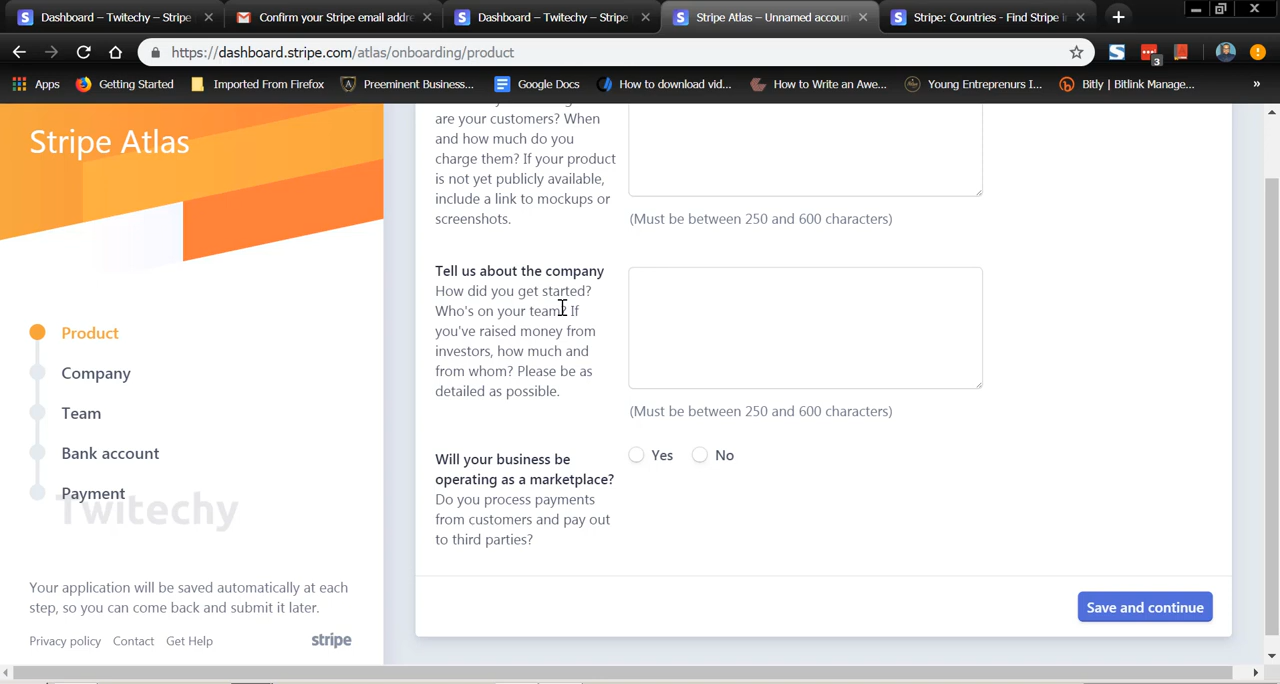 Dashboard – Twitechy – Stripe
Confirm your Stripe email addre
Dashboard – Twitechy – Stripe
Stripe Atlas – Unnamed accoun
Stripe: Countries - Find Stripe i
https://dashboard.stripe.com/atlas/onboarding/product
3
Apps
Getting Started
Imported From Firefox
Preeminent Business...
Google Docs
How to download vid...
How to Write an Awe...
Young Entreprenurs I...
Bitly | Bitlink Manage...
»
Stripe Atlas
Product
Company
Team
Bank account
Payment
Twitechy
Your application will be saved automatically at each
step, so you can come back and submit it later.
Privacy policy
Contact
Get Help
stripe
are your customers? When
and how much do you
charge them? If your product
is not yet publicly available,
include a link to mockups or
screenshots.
(Must be between 250 and 600 characters)
Tell us about the company
How did you get started?
Who's on your team? If
you've raised money from
investors, how much and
from whom? Please be as
detailed as possible.
(Must be between 250 and 600 characters)
Will your business be
operating as a marketplace?
Do you process payments
from customers and pay out
to third parties?
Yes
No
Save and continue